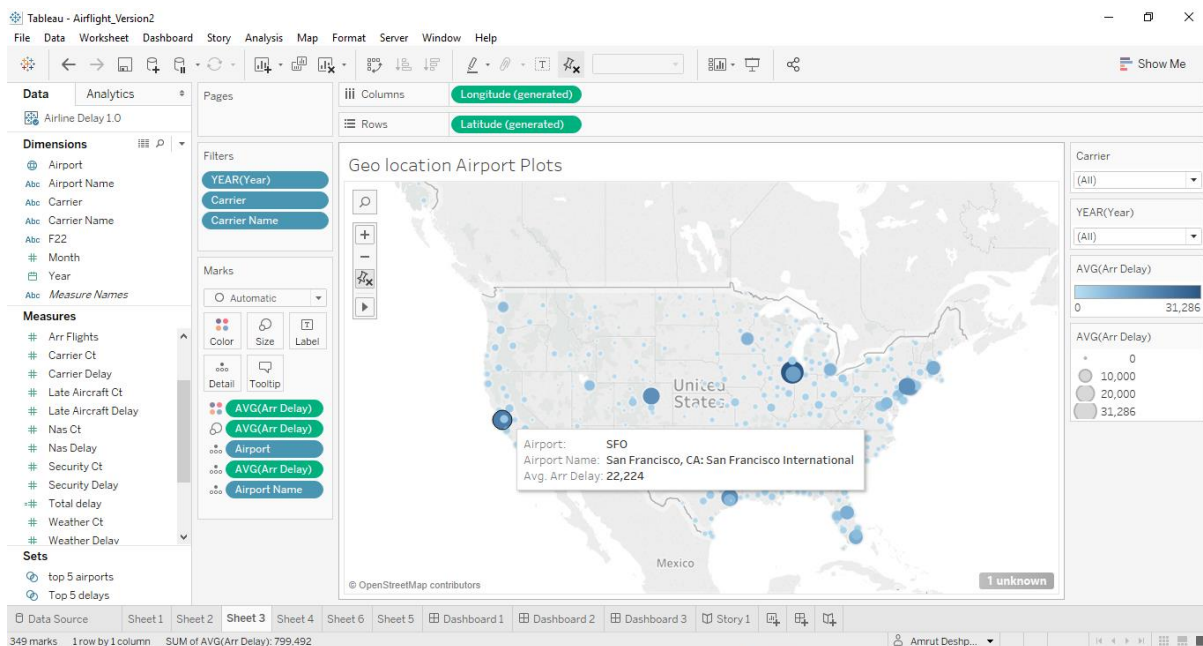 Tableau - Airflight_Version2
File Data Worksheet Dashboard Story Analysis Map Format Server Window Help
Show Me
Data Analytics
Airline Delay 1.0
Dimensions
Airport
Abc Airport Name
Abc Carrier
Abc Carrier Name
Abc F22
# Month
Year
Abc Measure Names
Measures
# Arr Flights
# Carrier Ct
# Carrier Delay
# Late Aircraft Ct
# Late Aircraft Delay
# Nas Ct
# Nas Delay
# Security Ct
# Security Delay
=# Total delay
# Weather Ct
# Weather Delay
Sets
top 5 airports
Top 5 delays
Pages
Filters
YEAR(Year)
Carrier
Carrier Name
Marks
Automatic
Color Size Label
Detail Tooltip
AVG(Arr Delay)
AVG(Arr Delay)
Airport
AVG(Arr Delay)
Airport Name
Columns Longitude (generated)
Rows Latitude (generated)
Geo location Airport Plots
United
States
Airport: SFO
Airport Name: San Francisco, CA: San Francisco International
Avg. Arr Delay: 22,224
Mexico
© OpenStreetMap contributors
1 unknown
Carrier
(All)
YEAR(Year)
(All)
AVG(Arr Delay)
0 31,286
AVG(Arr Delay)
0
10,000
20,000
31,286
Data Source Sheet 1 Sheet 2 Sheet 3 Sheet 4 Sheet 6 Sheet 5 Dashboard 1 Dashboard 2 Dashboard 3 Story 1
349 marks 1 row by 1 column SUM of AVG(Arr Delay): 799,492
Amrut Deshp...